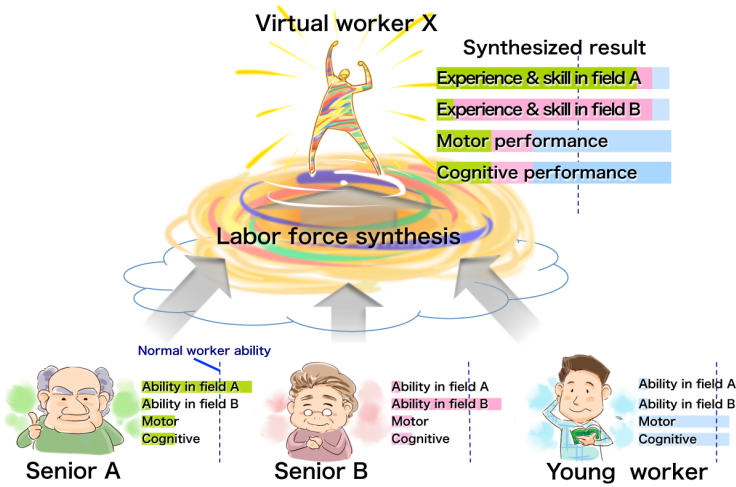 Virtual worker X
Synthesized result
Experience & skill in field A
Experience & skill in field B
Motor performance
Cognitive performance
Labor force synthesis
Normal worker ability
Ability in field A
Ability in field B
Motor
Cognitive
Senior A
Ability in field A
Ability in field B
Motor
Cognitive
Senior B
Ability in field A
Ability in field B
Motor
Cognitive
Young worker